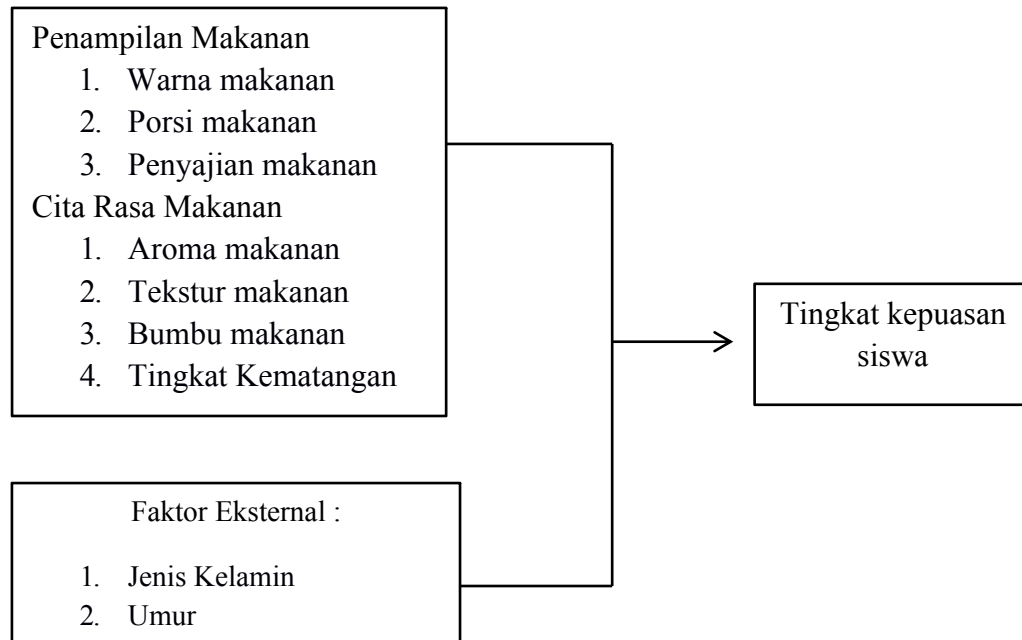 Penampilan Makanan
1. Warna makanan
2. Porsi makanan
3. Penyajian makanan
Cita Rasa Makanan
1. Aroma makanan
2. Tekstur makanan
3. Bumbu makanan
4. Tingkat Kematangan
Tingkat kepuasan
siswa
Faktor Eksternal :
1. Jenis Kelamin
2. Umur